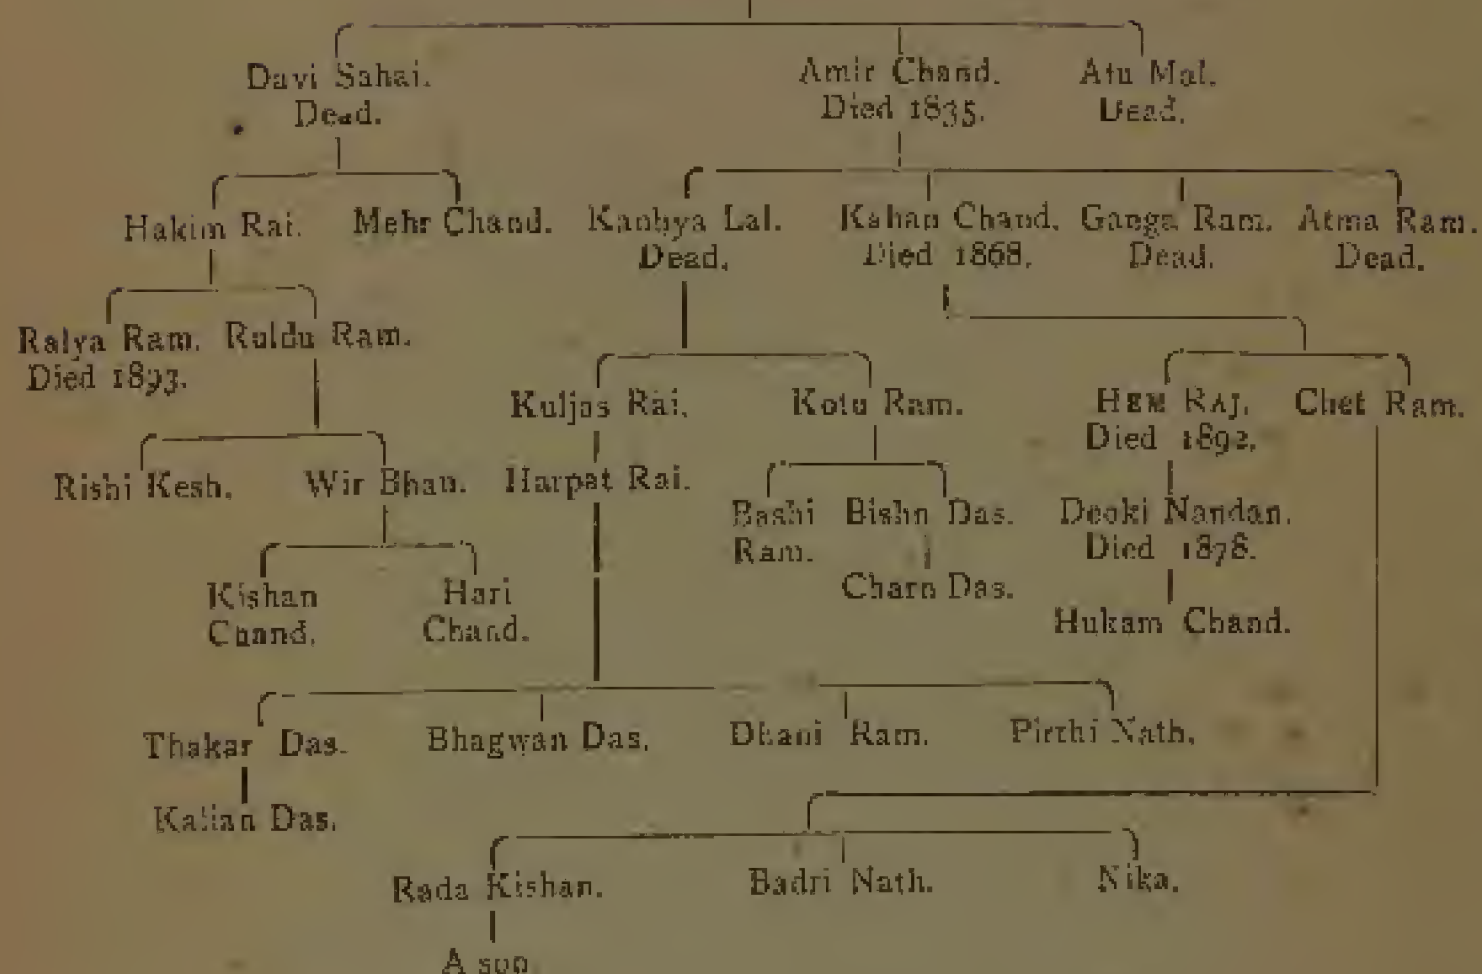 Davi Sahai. Amir Chand. Atu Mal.
Dead. Died 1835. Dead.
Hakim Rai. Mehr Chand. Kanhya Lal. Kahan Chand. Ganga Ram. Atma Ram.
Dead. Died 1868. Dead. Dead.
Ralya Ram. Ruldu Ram.
Died 1893.
Kuljas Rai. Kotu Ram. HEM RAJ. Chet Ram.
Died 1892.
Rishi Kesh. Wir Bhan. Harpat Rai.
Bashi Bishn Das. Deoki Nandan.
Ram. Died 1878.
Kishan Hari Charn Das.
Chand. Chand. Hukam Chand.
Thakar Das. Bhagwan Das. Dhani Ram. Pirthi Nath.
Kalian Das.
Rada Kishan. Badri Nath. Nika.
A son.